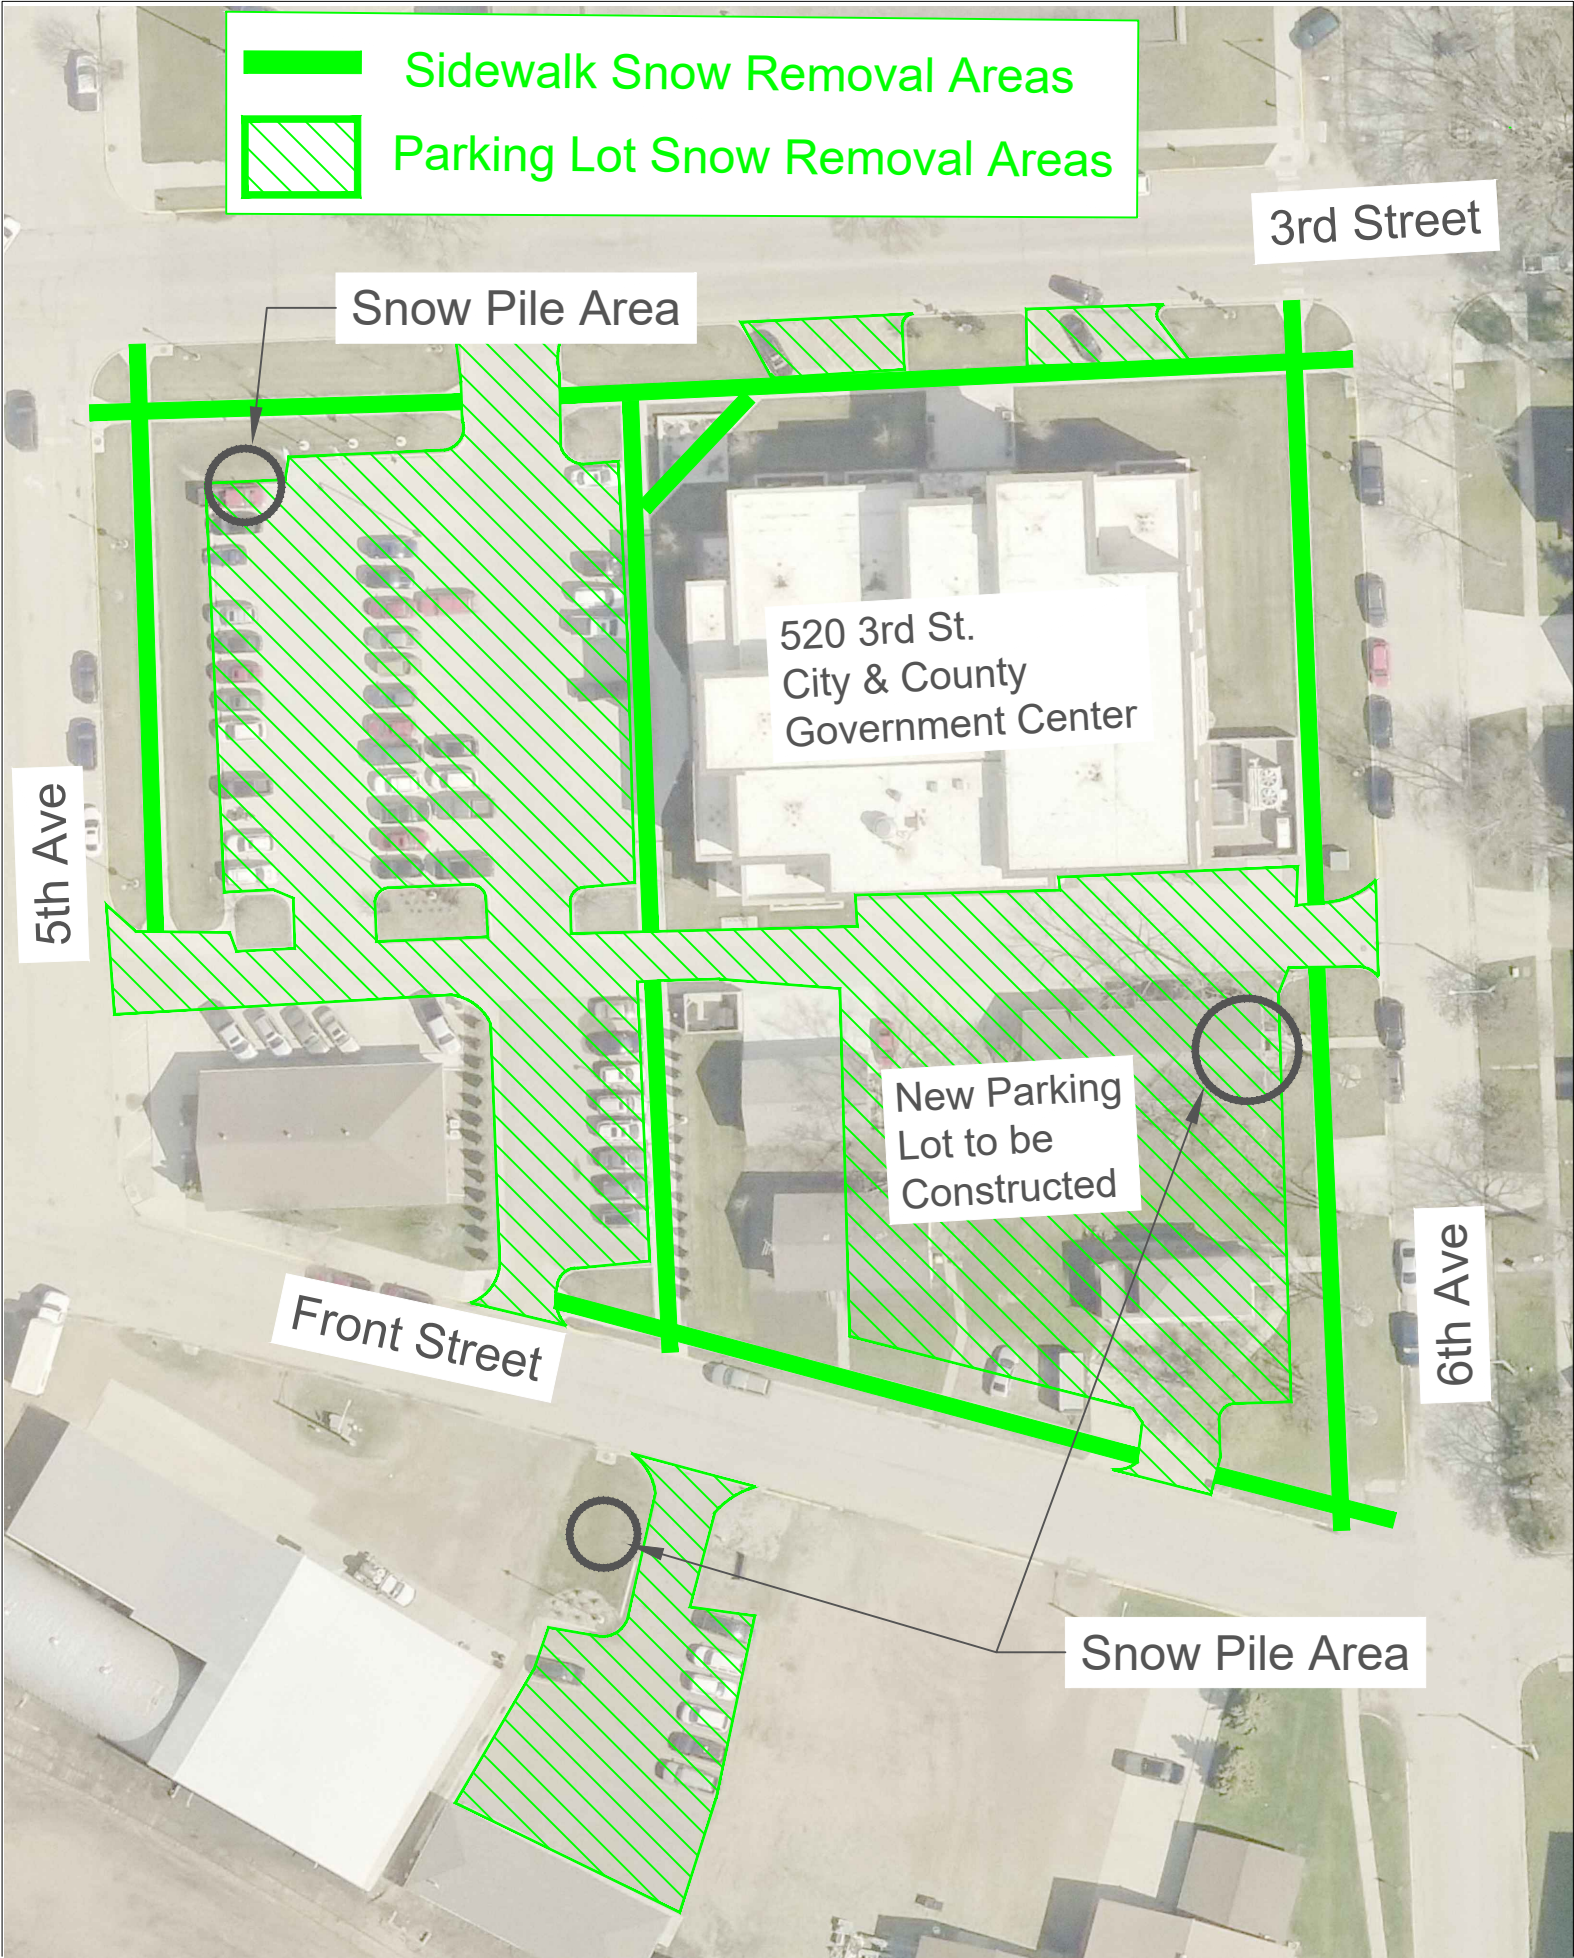 Sidewalk Snow Removal Areas
Parking Lot Snow Removal Areas
3rd Street
Snow Pile Area
520 3rd St.
City & County
Government Center
5th Ave
New Parking
Lot to be
Constructed
6th Ave
Front Street
Snow Pile Area